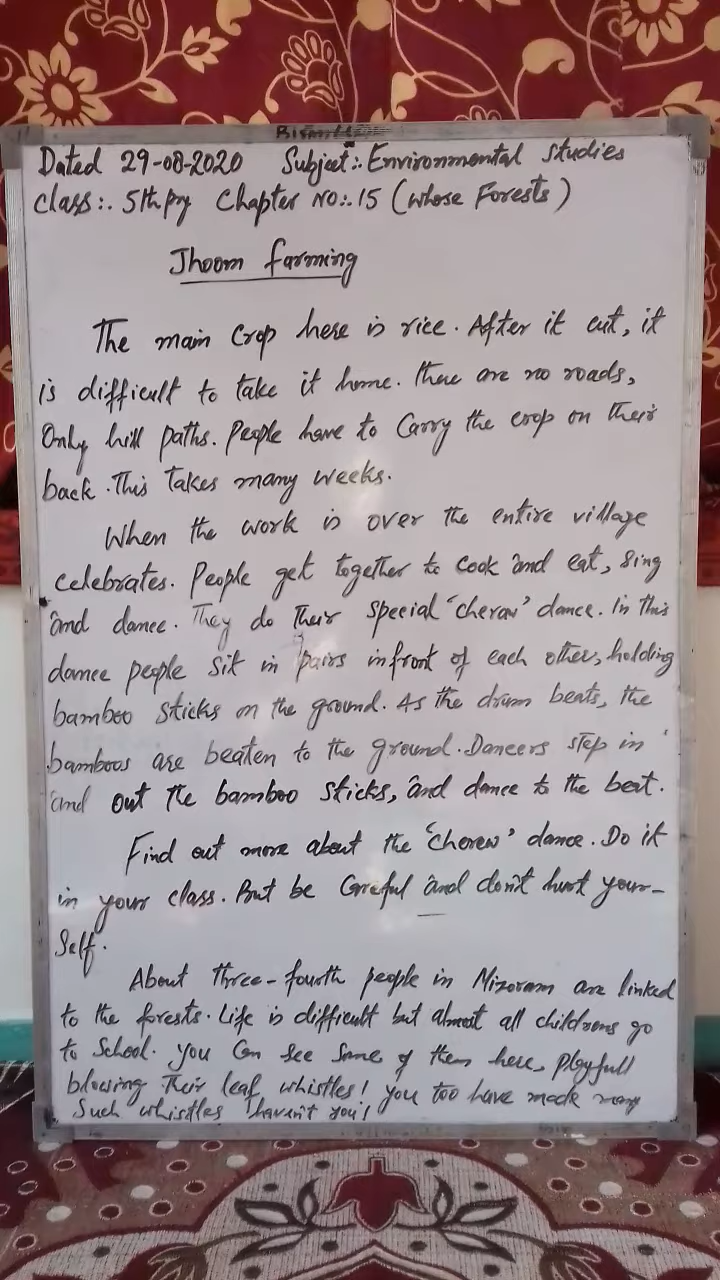 Dated 29-08-2020 Subject:. Environmental studies
class:. 5th pry Chapter NO:. 15 (whose Forests)
Jhoom farming
The main Crop here is rice. After it cut, it
is difficult to take it home. there are no roads,
Only hill paths. People have to Carry the crop on their
back. This takes many weeks.
When the work is over the entire village
celebrates. People get together to cook and eat, sing
and dance. They do Their special 'cheraw' dance. In this
dance people sit in pairs infront of each other, holding
bamboo sticks on the ground. As the drum beats, the
bamboos are beaten to the ground. Dancers step in
and out the bamboo sticks, and dance to the beat.
Find out more about the 'cherew' dance. Do it
in your class. But be Careful and don't hurt your-
Self.
About three-fourth people in Mizoram are linked
to the forests. Life is difficult but almost all childrens go
to School. you Can see Some of them here, Playfull
blowing Their leaf whistles! you too have made many
Such whistles haven't you!